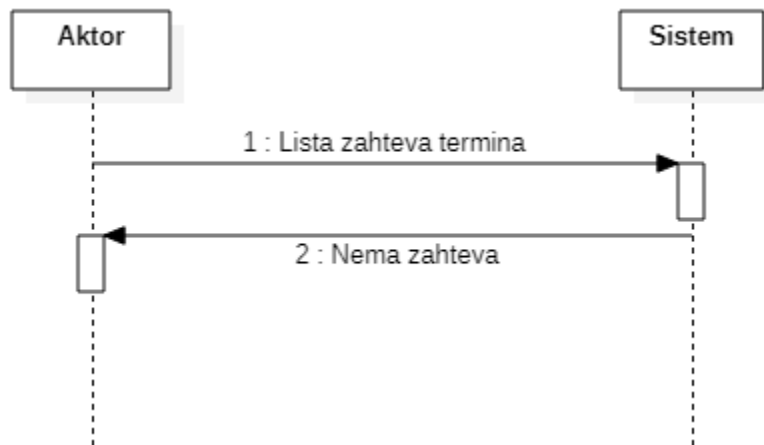 Aktor
Sistem
1 : Lista zahteva termina
2 : Nema zahteva